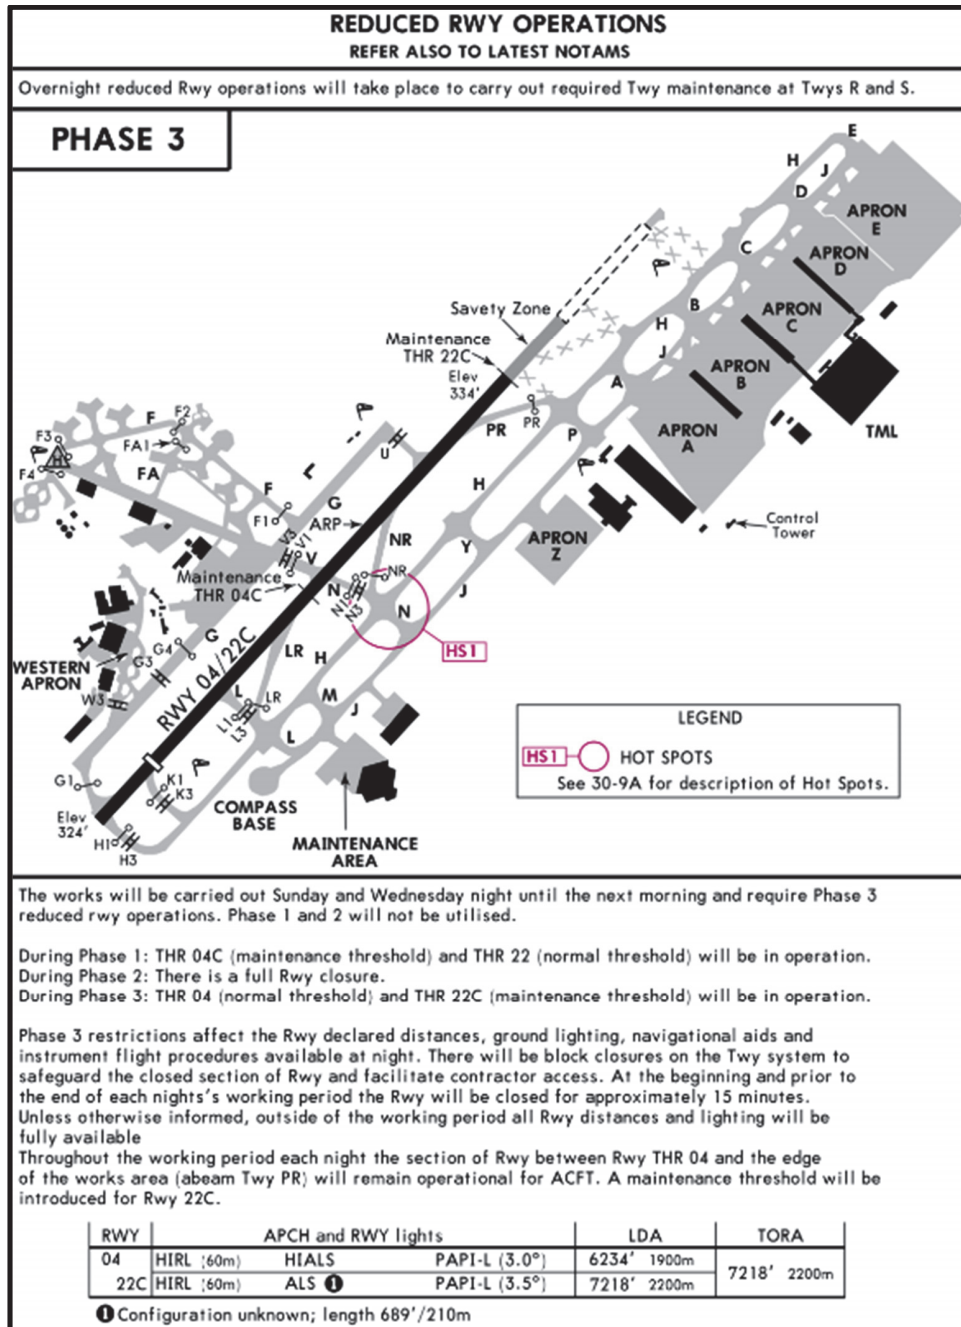 REDUCED RWY OPERATIONS
REFER ALSO TO LATEST NOTAMS
Overnight reduced Rwy operations will take place to carry out required Twy maintenance at Twys R and S.
PHASE 3
E
H
J
D
APRON
E
C
APRON
D
Savety Zone
B
APRON
C
H
Maintenance
THR 22C
J
Elev
334'
APRON
B
A
F
F2
PR
PR
P
APRON
A
TML
F3
FA1
U
H
F4
FA
H
F
G
F1
ARP
V3
V1
NR
APRON
Z
Control
Tower
V
Y
Maintenance
THR 04C
N
NR
J
N1
N3
N
G
HS1
G4
LR
H
WESTERN
APRON
G3
RWY 04/22C
W3
L
LR
M
J
L1
L3
L
LEGEND
HS1
HOT SPOTS
See 30-9A for description of Hot Spots.
G1
K1
K3
COMPASS
BASE
Elev
324'
H1
H3
MAINTENANCE
AREA
The works will be carried out Sunday and Wednesday night until the next morning and require Phase 3
reduced rwy operations. Phase 1 and 2 will not be utilised.
During Phase 1: THR 04C (maintenance threshold) and THR 22 (normal threshold) will be in operation.
During Phase 2: There is a full Rwy closure.
During Phase 3: THR 04 (normal threshold) and THR 22C (maintenance threshold) will be in operation.
Phase 3 restrictions affect the Rwy declared distances, ground lighting, navigational aids and
instrument flight procedures available at night. There will be block closures on the Twy system to
safeguard the closed section of Rwy and facilitate contractor access. At the beginning and prior to
the end of each nights's working period the Rwy will be closed for approximately 15 minutes.
Unless otherwise informed, outside of the working period all Rwy distances and lighting will be
fully available
Throughout the working period each night the section of Rwy between Rwy THR 04 and the edge
of the works area (abeam Twy PR) will remain operational for ACFT. A maintenance threshold will be
introduced for Rwy 22C.
RWY APCH and RWY lights LDA TORA
04 HIRL (60m) HIALS PAPI-L (3.0°) 6234' 1900m 7218' 2200m
22C HIRL (60m) ALS ❶ PAPI-L (3.5°) 7218' 2200m
❶ Configuration unknown; length 689'/210m